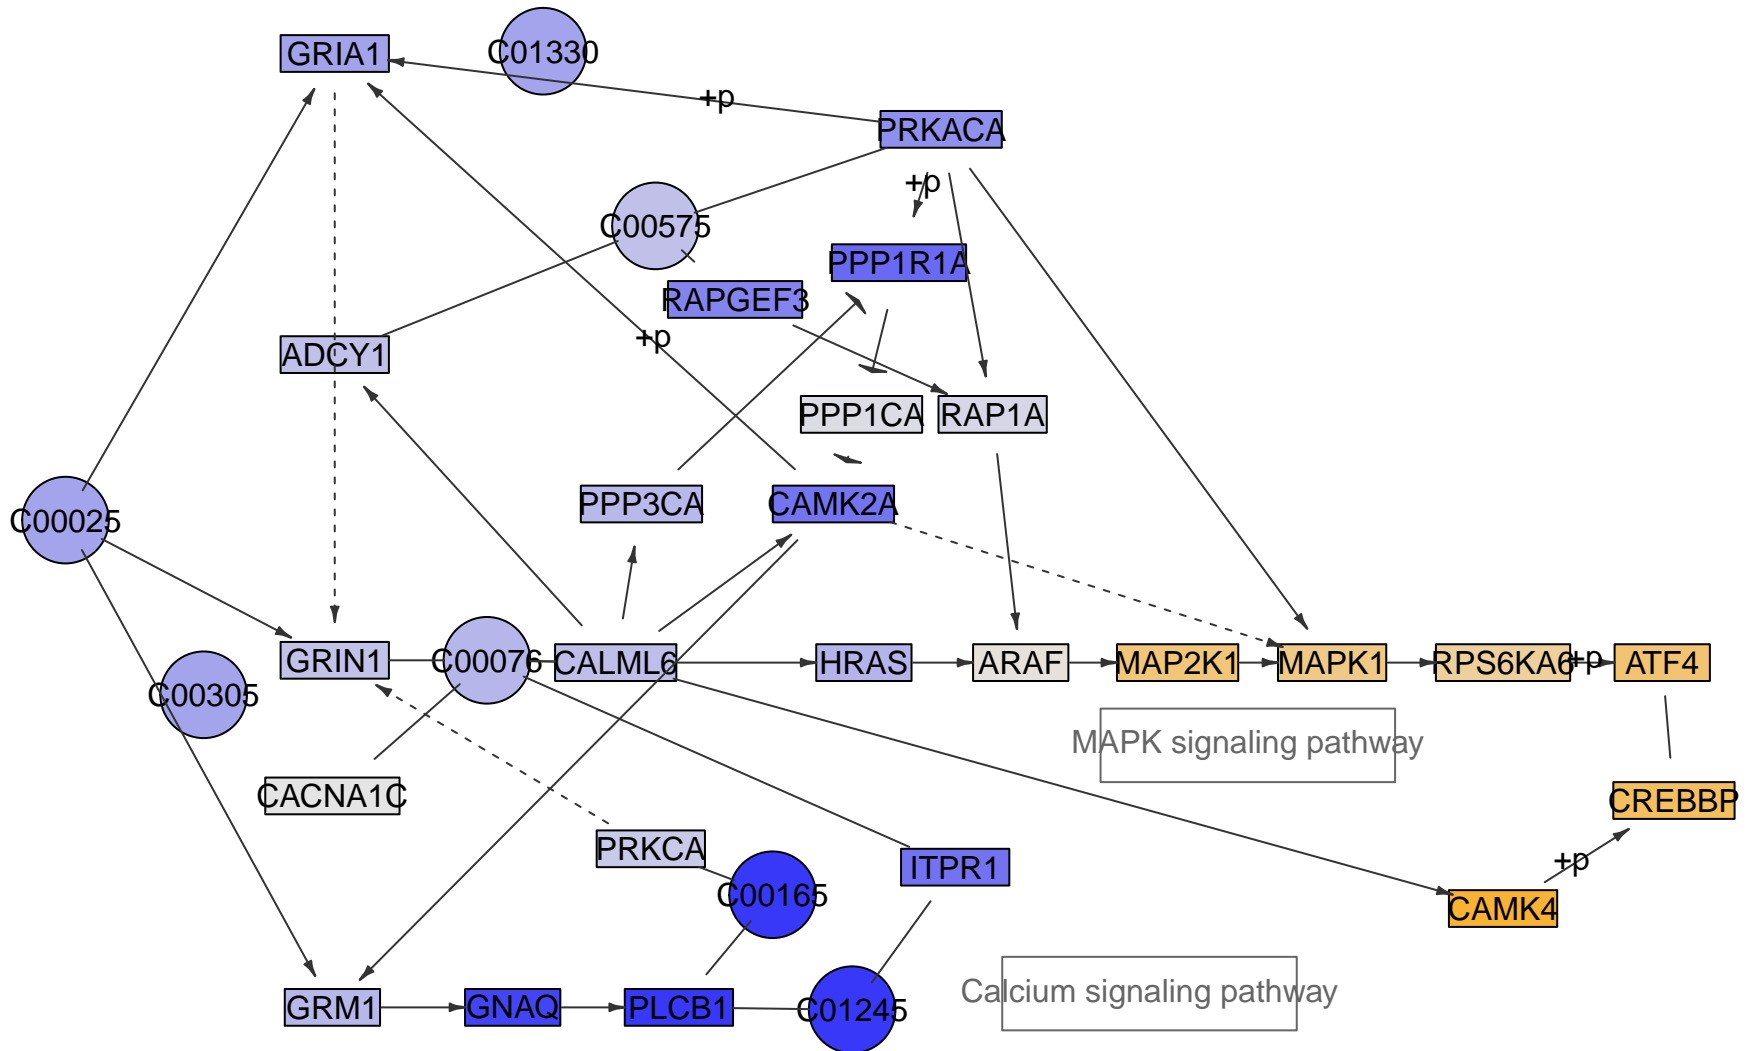 GRIA1
C01330
+p
PRKACA
+p
C00575
PPP1R1A
RAPGEF3
+p
ADCY1
PPP1CA
RAP1A
PPP3CA
CAMK2A
C00025
GRIN1
C00076
CALML6
HRAS
ARAF
MAP2K1
MAPK1
RPS6KA6
+p
ATF4
C00305
MAPK signaling pathway
CACNA1C
CREBBP
PRKCA
ITPR1
+p
C00165
CAMK4
Calcium signaling pathway
GRM1
GNAQ
PLCB1
C01245